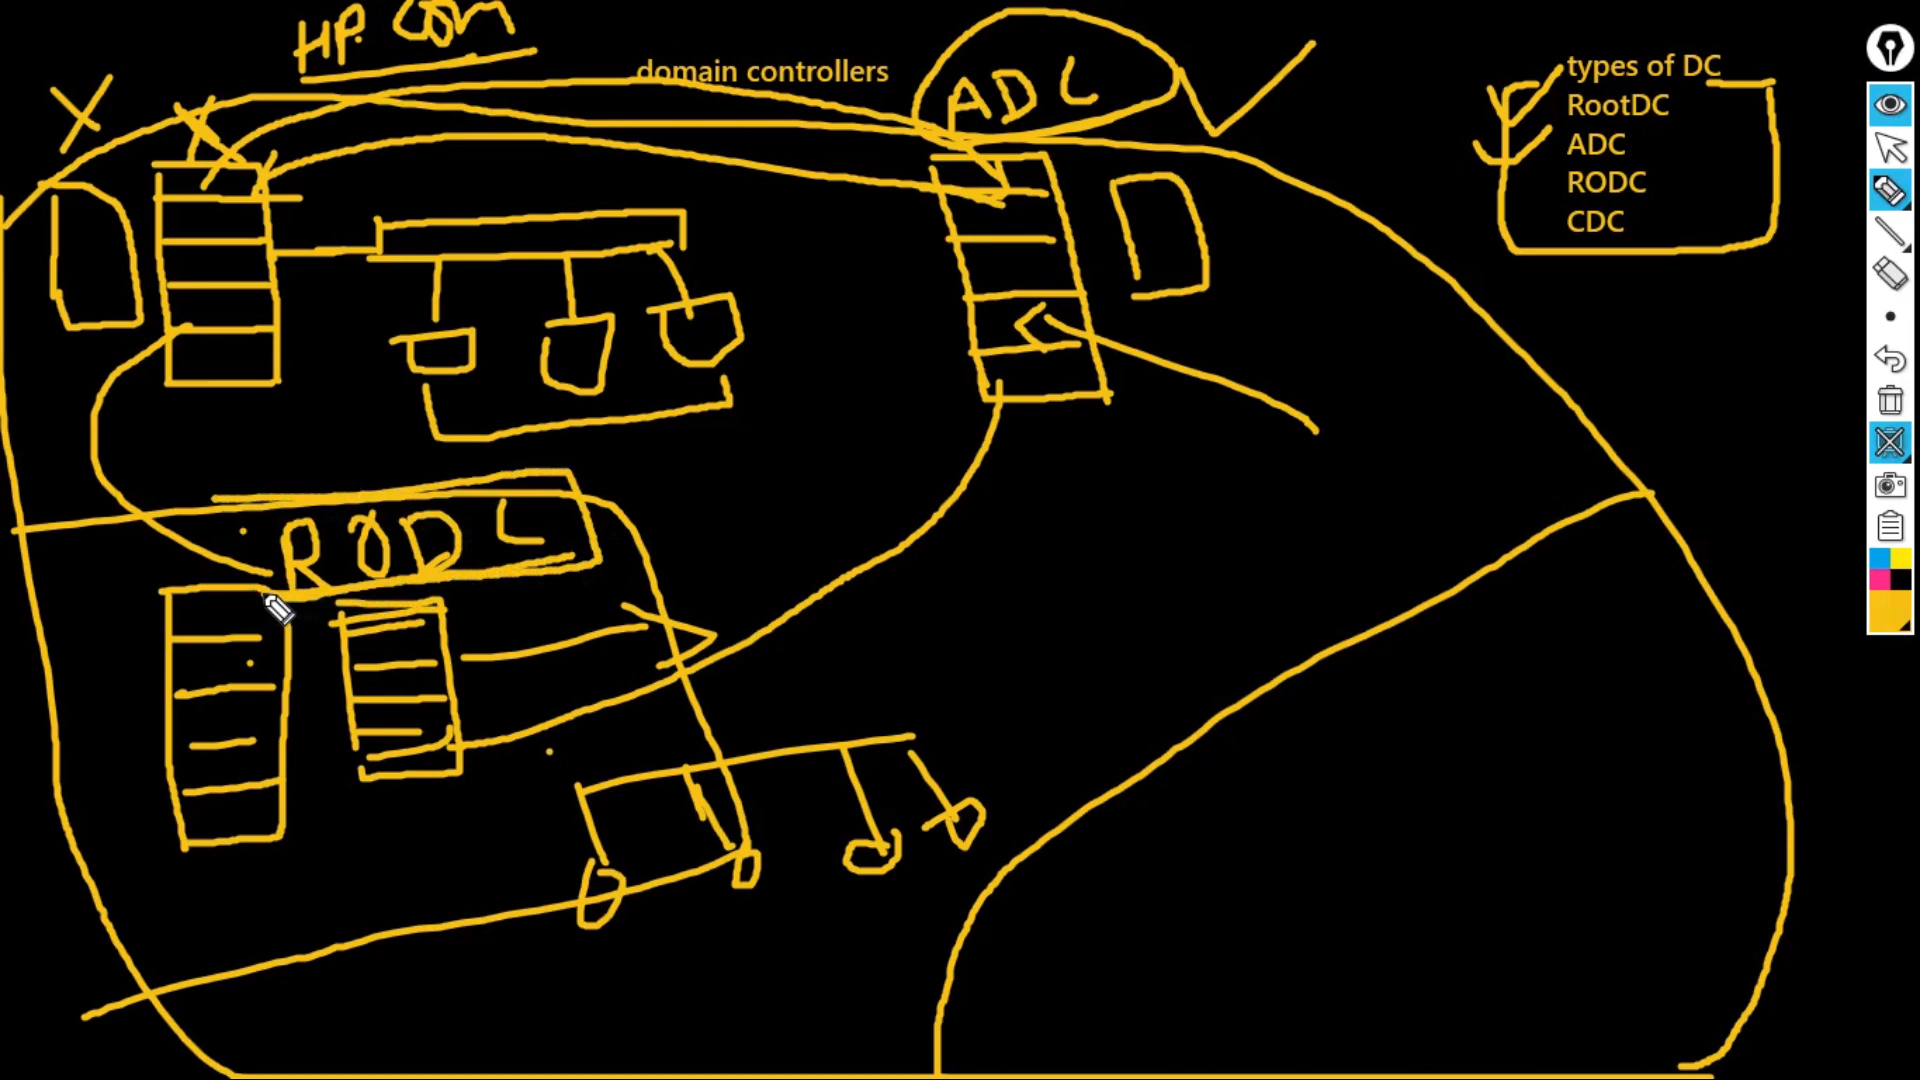 HP. Com
domain controllers
ADC
types of DC
RootDC
ADC
RODC
CDC
RODC